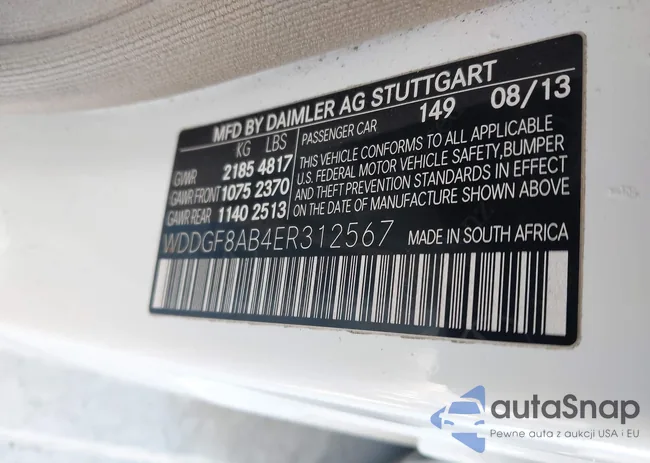 MFD BY DAIMLER AG STUTTGART
KG LBS
GVWR 2185 4817
GAWR FRONT 1075 2370
GAWR REAR 1140 2513
PASSENGER CAR 149 08/13
THIS VEHICLE CONFORMS TO ALL APPLICABLE
U.S. FEDERAL MOTOR VEHICLE SAFETY,BUMPER
AND THEFT PREVENTION STANDARDS IN EFFECT
ON THE DATE OF MANUFACTURE SHOWN ABOVE
WDDGF8AB4ER312567 MADE IN SOUTH AFRICA
autaSnap
Pewne auta z aukcji USA i EU